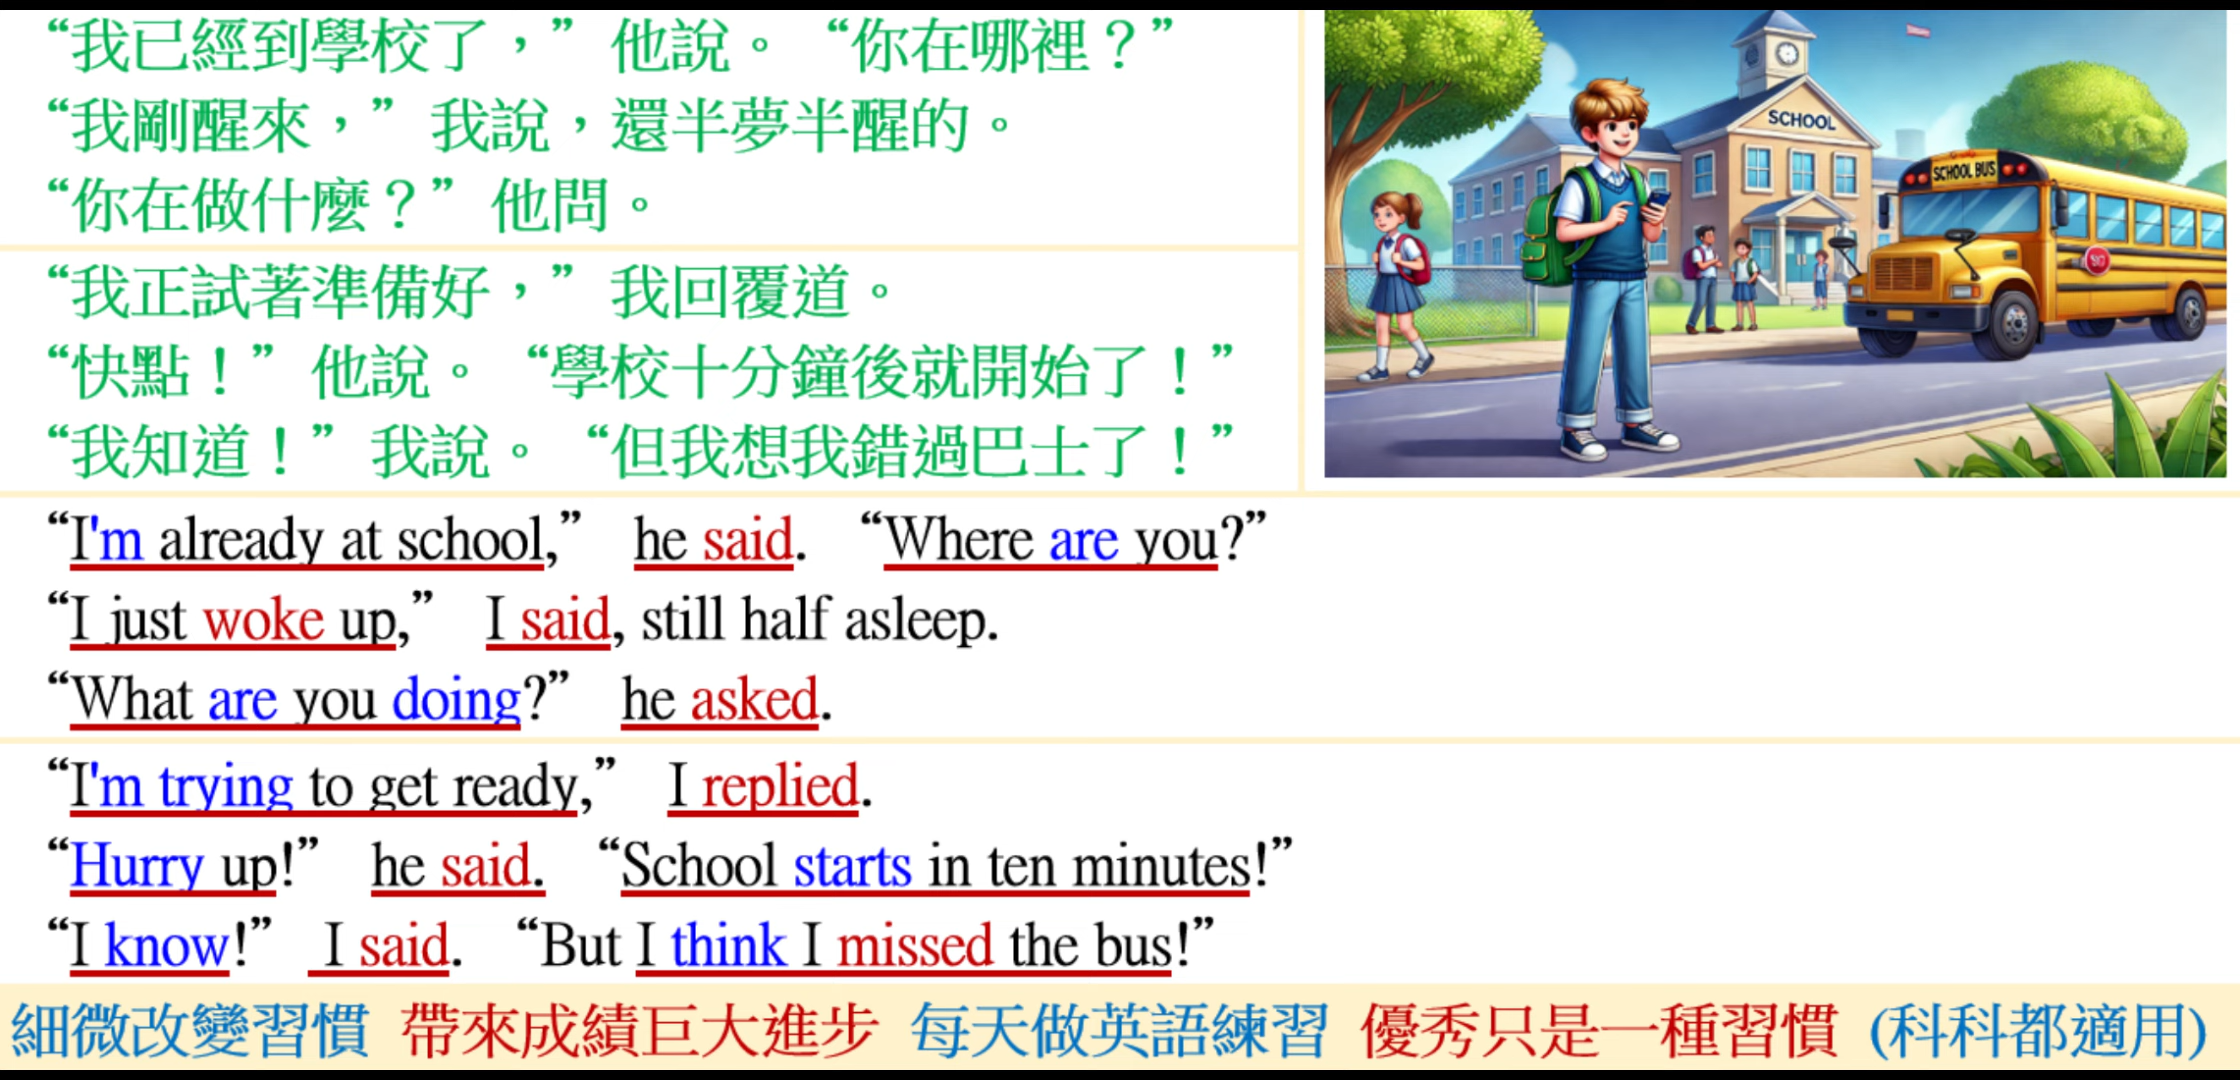 “我已經到學校了，” 他說。 “你在哪裡？”
“我剛醒來，” 我說，還半夢半醒的。
“你在做什麼？” 他問。
“我正試著準備好，” 我回覆道。
“快點！” 他說。 “學校十分鐘後就開始了！”
“我知道！” 我說。 “但我想我錯過巴士了！”
SCHOOL
SCHOOL BUS
“I'm already at school,” he said. “Where are you?”
“I just woke up,” I said, still half asleep.
“What are you doing?” he asked.
“I'm trying to get ready,” I replied.
“Hurry up!” he said. “School starts in ten minutes!”
“I know!” I said. “But I think I missed the bus!”
細微改變習慣 帶來成績巨大進步 每天做英語練習 優秀只是一種習慣 (科科都適用)